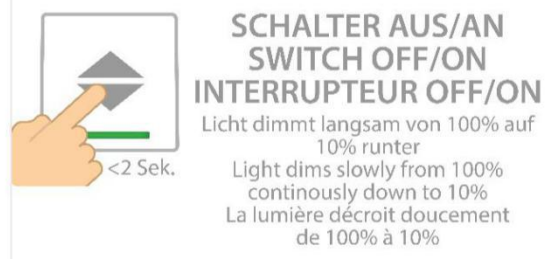 SCHALTER AUS/AN
SWITCH OFF/ON
INTERRUPTEUR OFF/ON
Licht dimmt langsam von 100% auf
10% runter
Light dims slowly from 100%
continously down to 10%
La lumière décroit doucement
de 100% à 10%
<2 Sek.